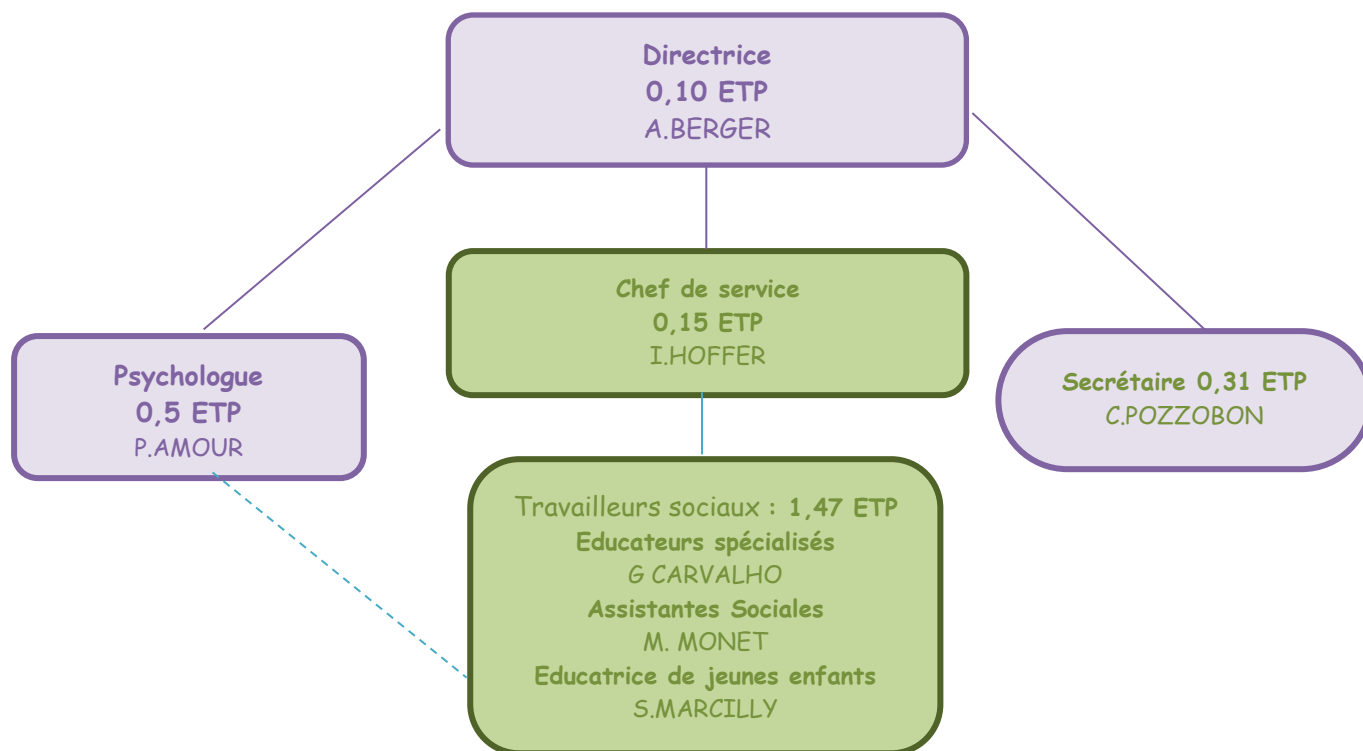 Directrice
0,10 ETP
A.BERGER
Chef de service
0,15 ETP
I.HOFFER
Psychologue
0,5 ETP
P.AMOUR
Secrétaire 0,31 ETP
C.POZZOBON
Travailleurs sociaux : 1,47 ETP
Educateurs spécialisés
G CARVALHO
Assistantes Sociales
M. MONET
Educatrice de jeunes enfants
S.MARCILLY